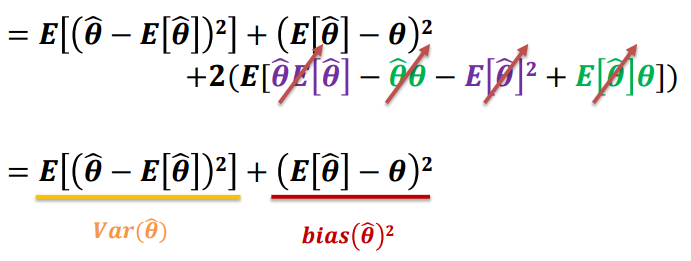 = E[(θ̂ − E[θ̂])²] + (E[θ̂] − θ)²
+2(E[θ̂E[θ̂] − θ̂θ − E[θ̂]² + E[θ̂]θ])
= E[(θ̂ − E[θ̂])²] + (E[θ̂] − θ)²
Var(θ̂) bias(θ̂)²